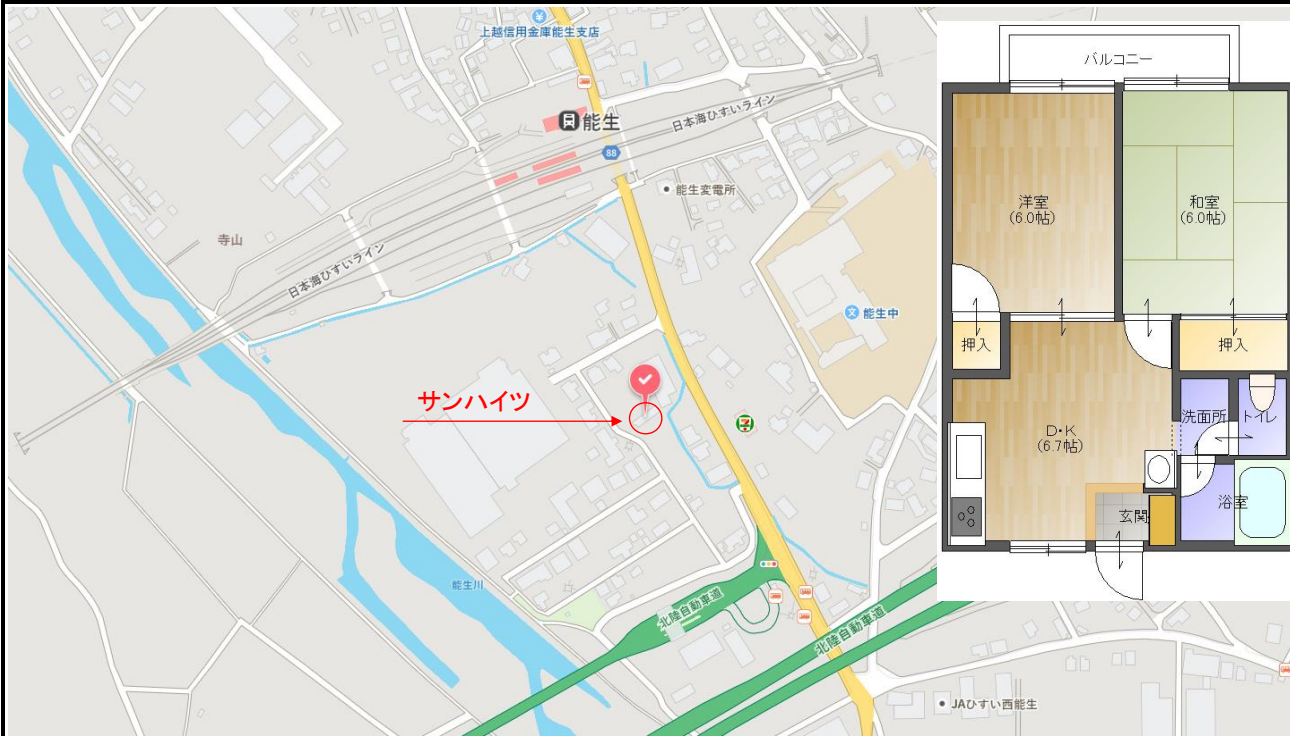 上越信用金庫能生支店
能生
日本海ひすいライン
88
能生変電所
寺山
日本海ひすいライン
能生中
サンハイツ
能生川
北陸自動車道
北陸自動車道
JAひすい西能生
バルコニー
洋室
(6.0帖)
和室
(6.0帖)
押入
押入
D・K
(6.7帖)
洗面所
トイレ
浴室
玄関
文
7